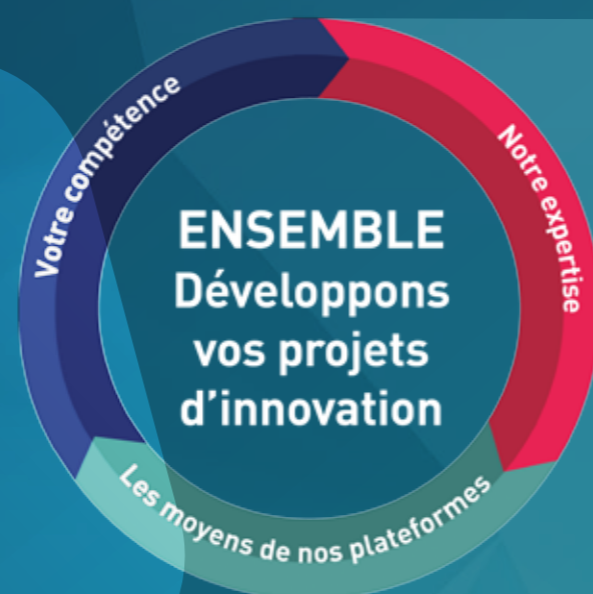 Votre compétence
Notre expertise
ENSEMBLE
Développons
vos projets
d'innovation
Les moyens de nos plateformes